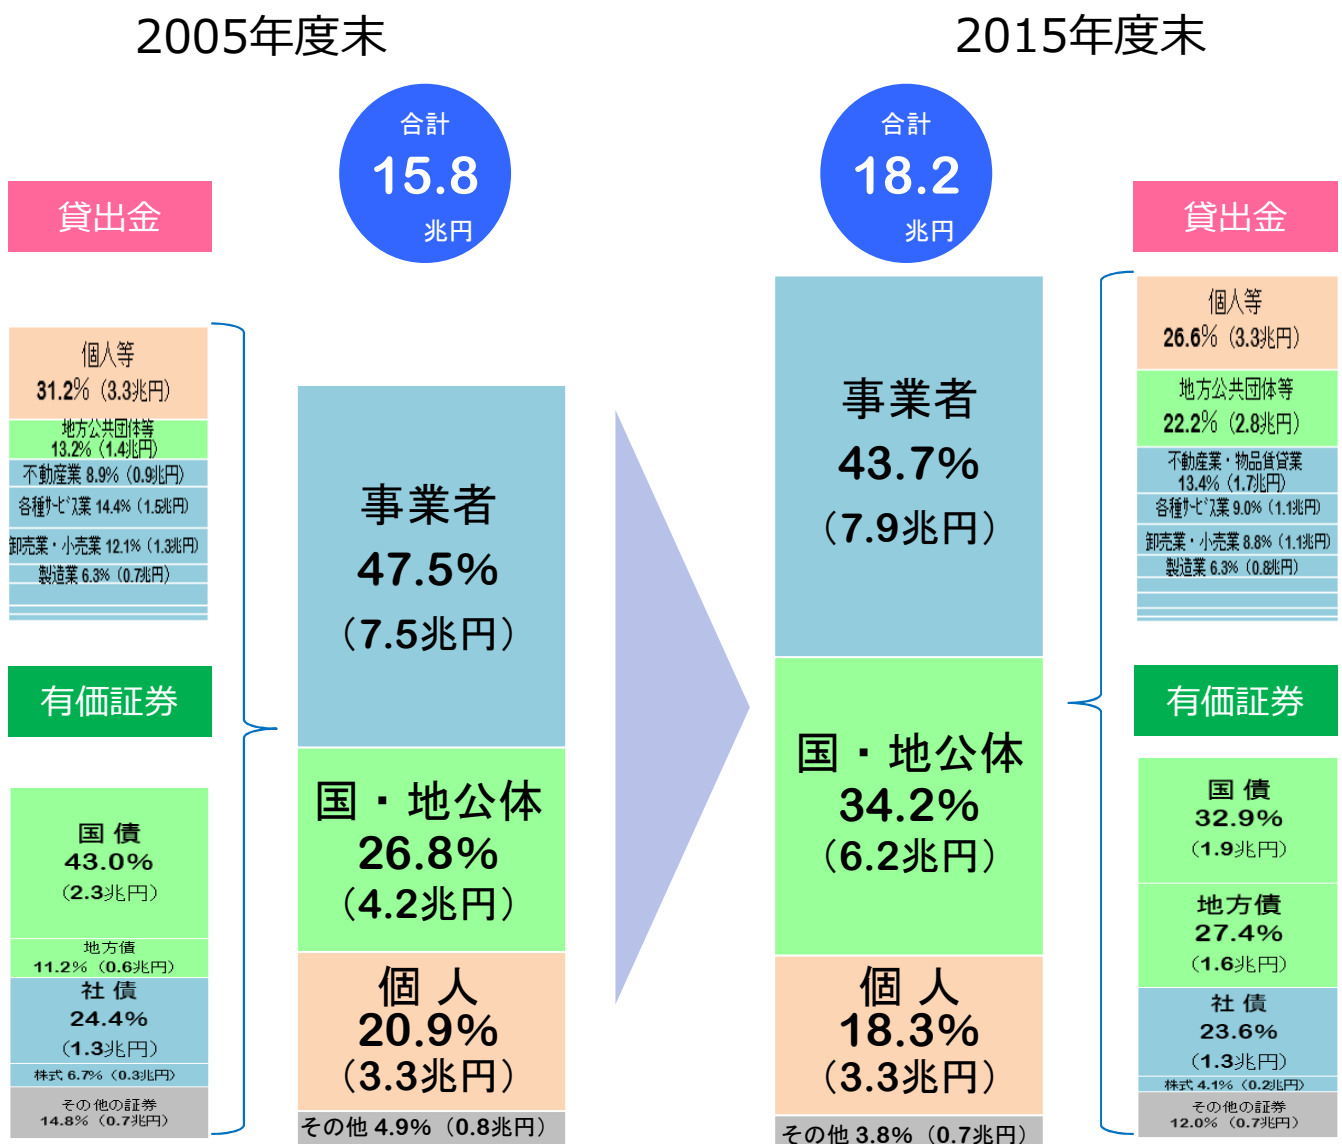 2005年度末
2015年度末
合計
15.8
兆円
合計
18.2
兆円
貸出金
個人等
31.2%（3.3兆円）
地方公共団体等
13.2%（1.4兆円）
不動産業 8.9%（0.9兆円）
各種ｻｰﾋﾞｽ業 14.4%（1.5兆円）
卸売業・小売業 12.1%（1.3兆円）
製造業 6.3%（0.7兆円）
有価証券
国債
43.0%
（2.3兆円）
地方債
11.2%（0.6兆円）
社債
24.4%
（1.3兆円）
株式 6.7%（0.3兆円）
その他の証券
14.8%（0.7兆円）
事業者
47.5%
（7.5兆円）
国・地公体
26.8%
（4.2兆円）
個人
20.9%
（3.3兆円）
その他 4.9%（0.8兆円）
事業者
43.7%
（7.9兆円）
国・地公体
34.2%
（6.2兆円）
個人
18.3%
（3.3兆円）
その他 3.8%（0.7兆円）
貸出金
個人等
26.6%（3.3兆円）
地方公共団体等
22.2%（2.8兆円）
不動産業・物品賃貸業
13.4%（1.7兆円）
各種ｻｰﾋﾞｽ業 9.0%（1.1兆円）
卸売業・小売業 8.8%（1.1兆円）
製造業 6.3%（0.8兆円）
有価証券
国債
32.9%
（1.9兆円）
地方債
27.4%
（1.6兆円）
社債
23.6%
（1.3兆円）
株式 4.1%（0.2兆円）
その他の証券
12.0%（0.7兆円）